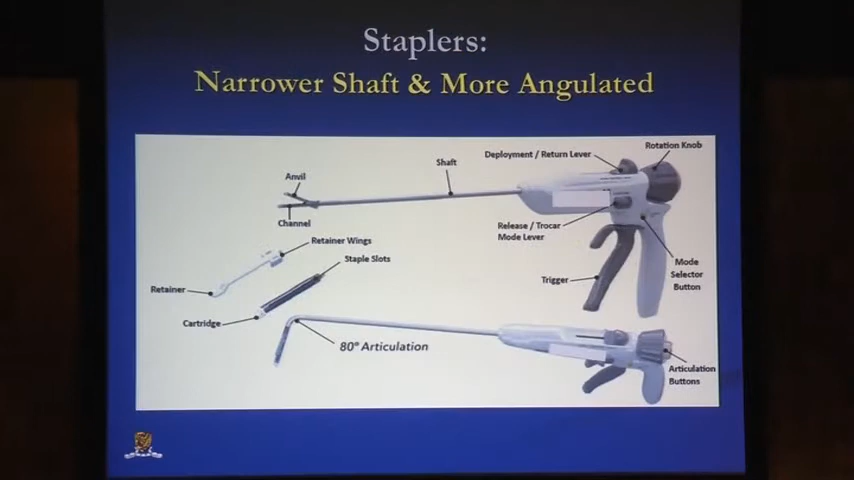 Staplers:
Narrower Shaft & More Angulated
Rotation Knob
Deployment / Return Lever
Shaft
Anvil
Channel
Release / Trocar
Mode Lever
Retainer Wings
Staple Slots
Mode
Selector
Button
Trigger
Retainer
Cartridge
80° Articulation
Articulation
Buttons